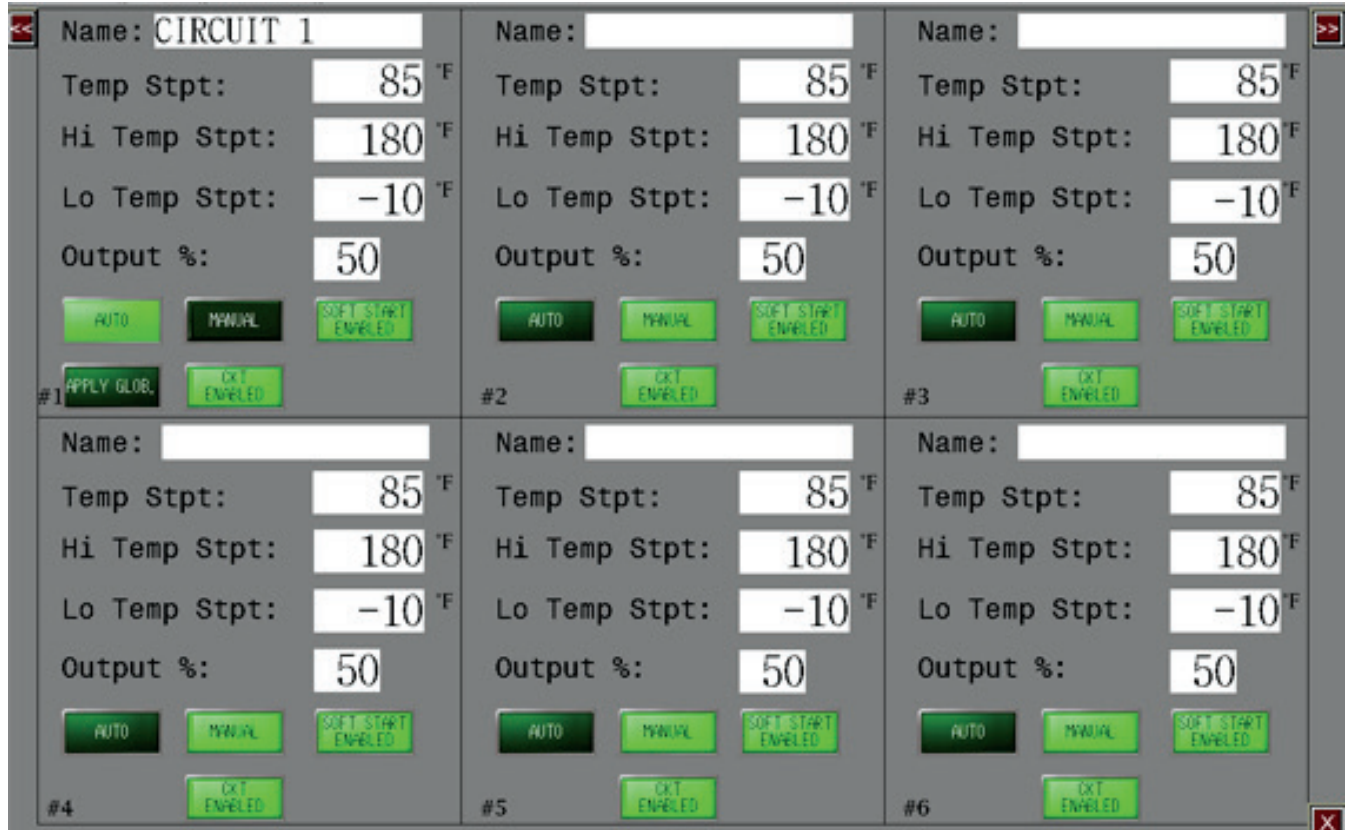 << Name: CIRCUIT 1 Name: Name: >>
Temp Stpt: 85 °F Temp Stpt: 85 °F Temp Stpt: 85 °F
Hi Temp Stpt: 180 °F Hi Temp Stpt: 180 °F Hi Temp Stpt: 180 °F
Lo Temp Stpt: -10 °F Lo Temp Stpt: -10 °F Lo Temp Stpt: -10 °F
Output %: 50 Output %: 50 Output %: 50
AUTO MANUAL SOFT START ENABLED AUTO MANUAL SOFT START ENABLED AUTO MANUAL SOFT START ENABLED
#1 APPLY GLOB. CKT ENABLED #2 CKT ENABLED #3 CKT ENABLED
Name: Name: Name:
Temp Stpt: 85 °F Temp Stpt: 85 °F Temp Stpt: 85 °F
Hi Temp Stpt: 180 °F Hi Temp Stpt: 180 °F Hi Temp Stpt: 180 °F
Lo Temp Stpt: -10 °F Lo Temp Stpt: -10 °F Lo Temp Stpt: -10 °F
Output %: 50 Output %: 50 Output %: 50
AUTO MANUAL SOFT START ENABLED AUTO MANUAL SOFT START ENABLED AUTO MANUAL SOFT START ENABLED
#4 CKT ENABLED #5 CKT ENABLED #6 CKT ENABLED X